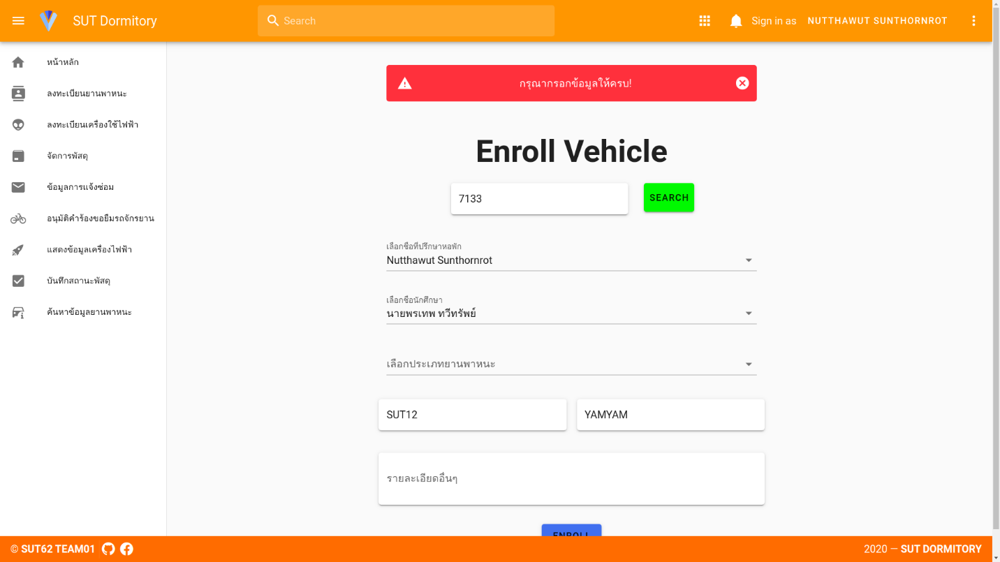 SUT Dormitory
Search
Sign in as NUTTHAWUT SUNTHORNROT
หน้าหลัก
ลงทะเบียนยานพาหนะ
ลงทะเบียนเครื่องใช้ไฟฟ้า
จัดการพัสดุ
ข้อมูลการแจ้งซ่อม
อนุมัติคำร้องขอยืมรถจักรยาน
แสดงข้อมูลเครื่องไฟฟ้า
บันทึกสถานะพัสดุ
ค้นหาข้อมูลยานพาหนะ
กรุณากรอกข้อมูลให้ครบ!
Enroll Vehicle
7133 SEARCH
เลือกชื่อที่ปรึกษาหอพัก
Nutthawut Sunthornrot
เลือกชื่อนักศึกษา
นายพรเทพ ทวีทรัพย์
เลือกประเภทยานพาหนะ
SUT12 YAMYAM
รายละเอียดอื่นๆ
ENROLL
© SUT62 TEAM01
2020 — SUT DORMITORY